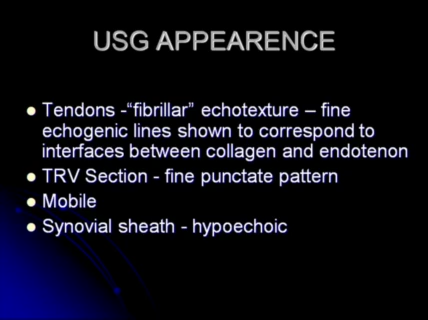 USG APPEARENCE
Tendons -“fibrillar” echotexture – fine
echogenic lines shown to correspond to
interfaces between collagen and endotenon
TRV Section - fine punctate pattern
Mobile
Synovial sheath - hypoechoic